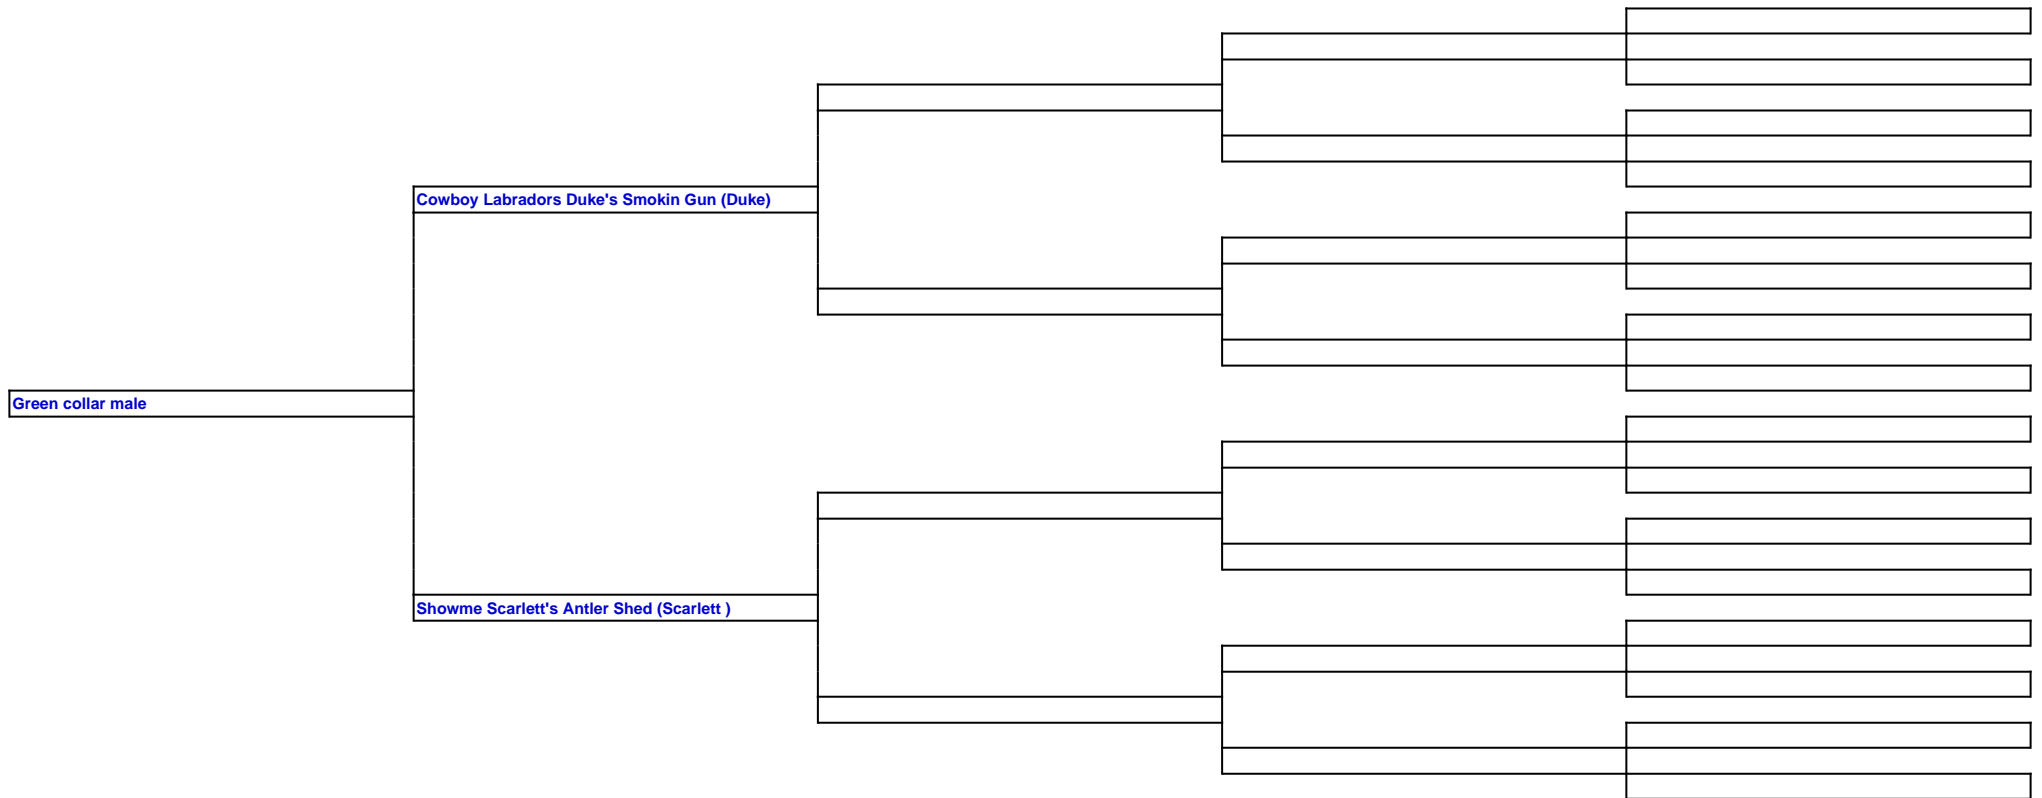 Cowboy Labradors Duke's Smokin Gun (Duke)
Green collar male
Showme Scarlett's Antler Shed (Scarlett )